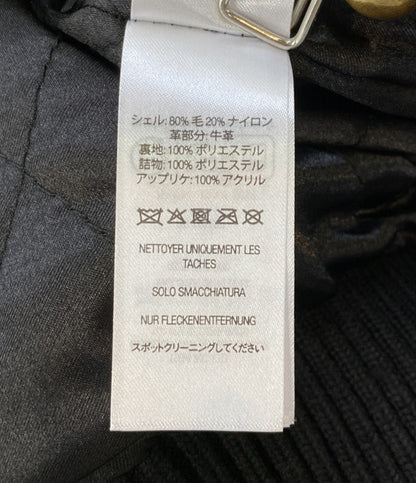 シェル: 80% 毛 20% ナイロン
革部分: 牛革
裏地: 100% ポリエステル
詰物: 100% ポリエステル
アップリケ: 100% アクリル
NETTOYER UNIQUEMENT LES
TACHES
SOLO SMACCHIATURA
NUR FLECKENENTFERNUNG
スポットクリーニングしてください